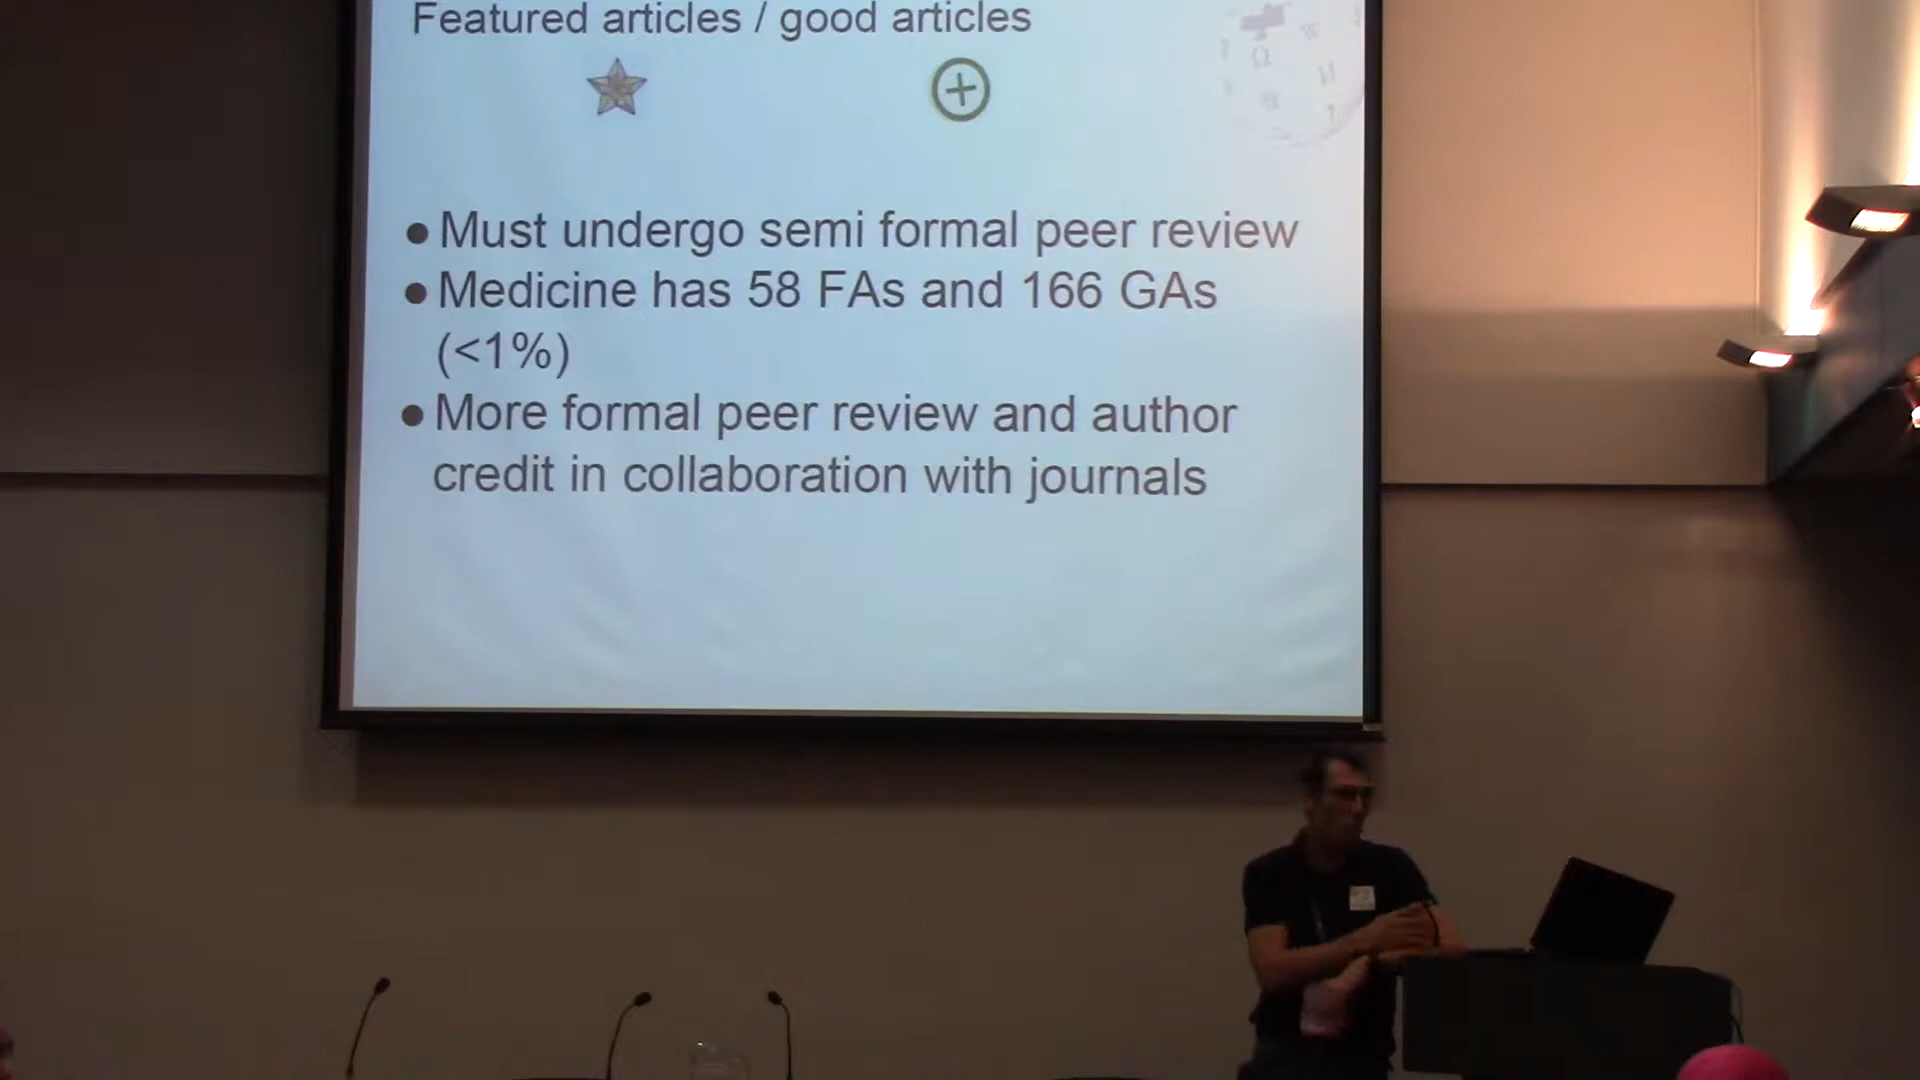 Featured articles / good articles
● Must undergo semi formal peer review
● Medicine has 58 FAs and 166 GAs
(<1%)
● More formal peer review and author
credit in collaboration with journals